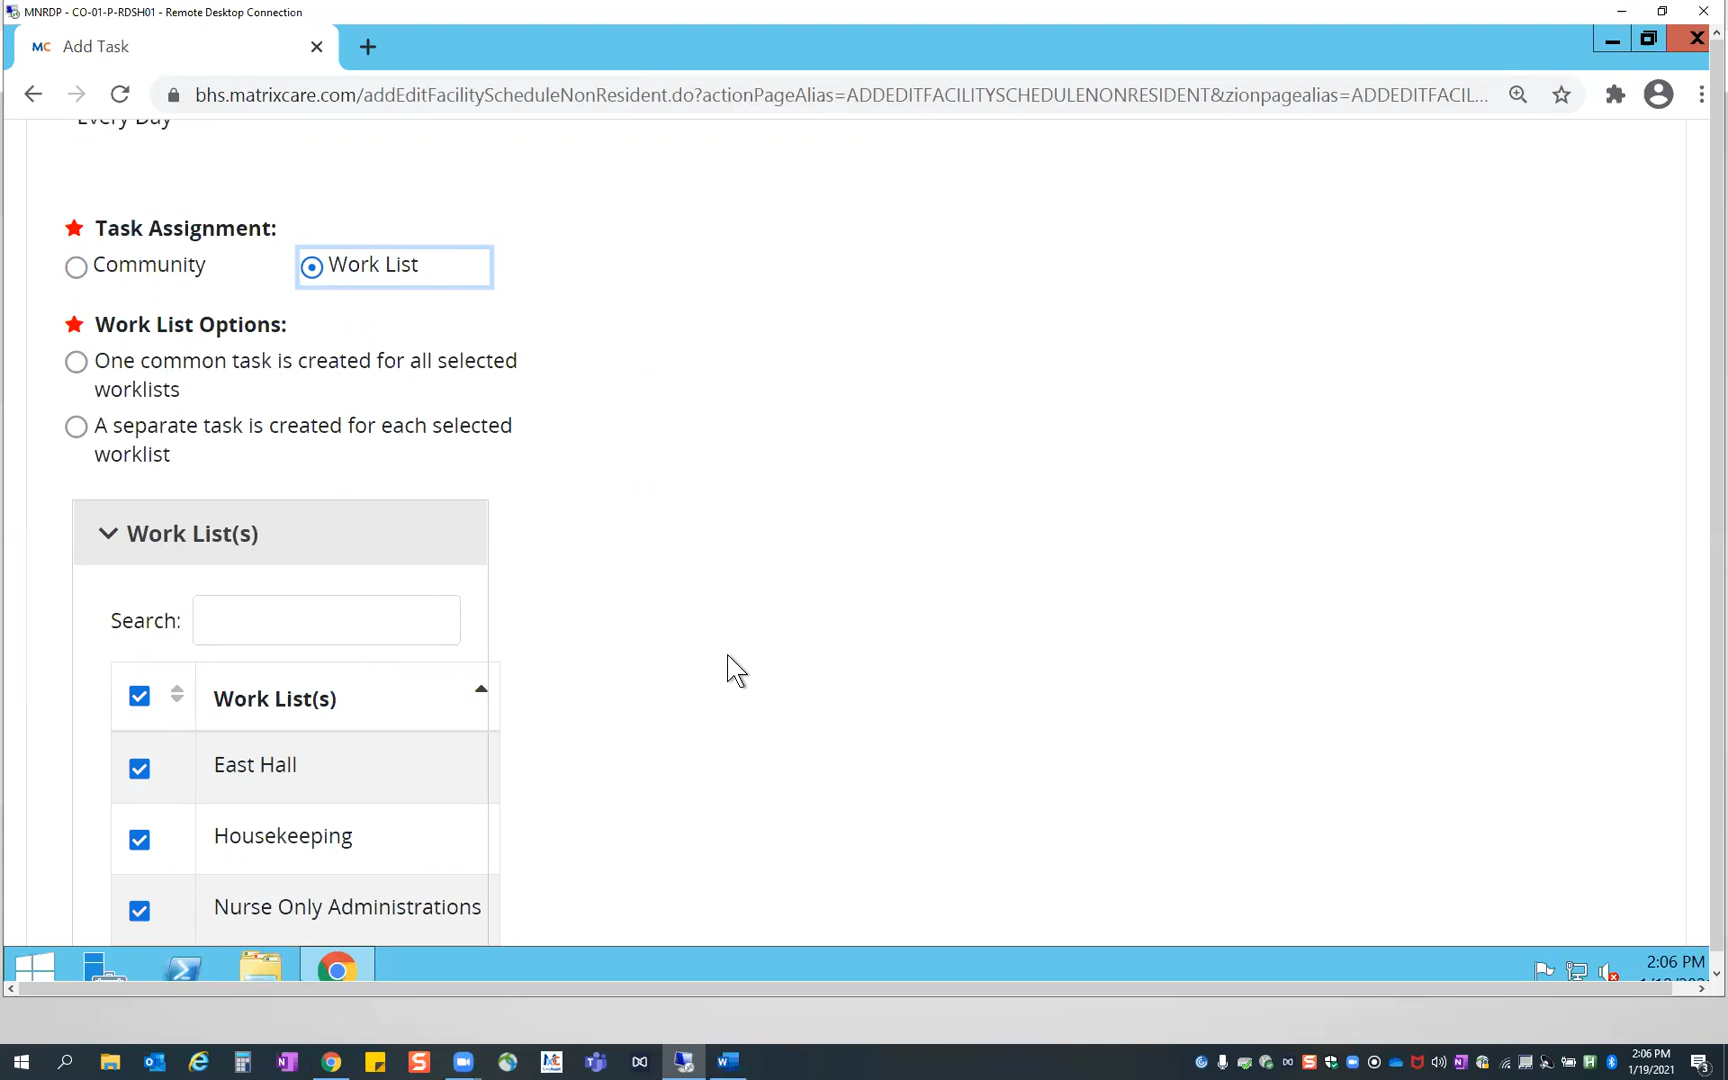 MNRDP - CO-01-P-RDSH01 - Remote Desktop Connection
MC Add Task
bhs.matrixcare.com/addEditFacilityScheduleNonResident.do?actionPageAlias=ADDEDITFACILITYSCHEDULENONRESIDENT&zionpagealias=ADDEDITFACIL...
Every Day
Task Assignment:
Community
Work List
Work List Options:
One common task is created for all selected
worklists
A separate task is created for each selected
worklist
Work List(s)
Search:
Work List(s)
East Hall
Housekeeping
Nurse Only Administrations
2:06 PM
2:06 PM
1/19/2021